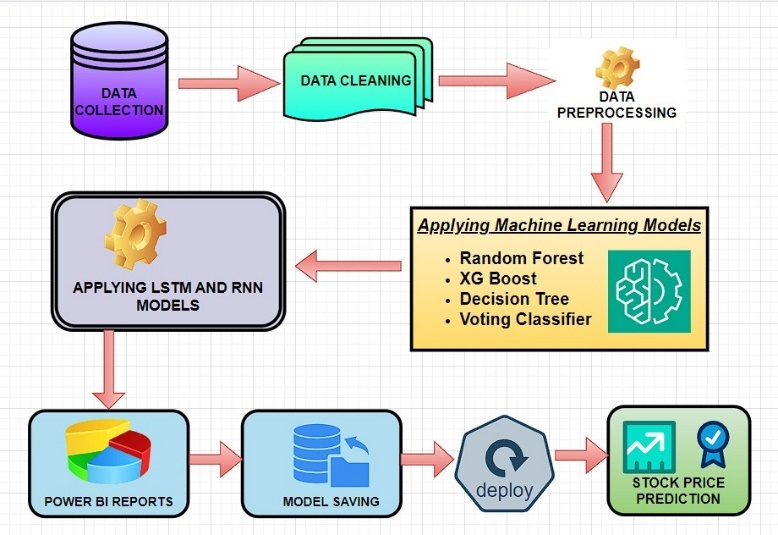 DATA
COLLECTION
DATA CLEANING
DATA
PREPROCESSING
Applying Machine Learning Models
• Random Forest
• XG Boost
• Decision Tree
• Voting Classifier
APPLYING LSTM AND RNN
MODELS
POWER BI REPORTS
MODEL SAVING
deploy
STOCK PRICE
PREDICTION